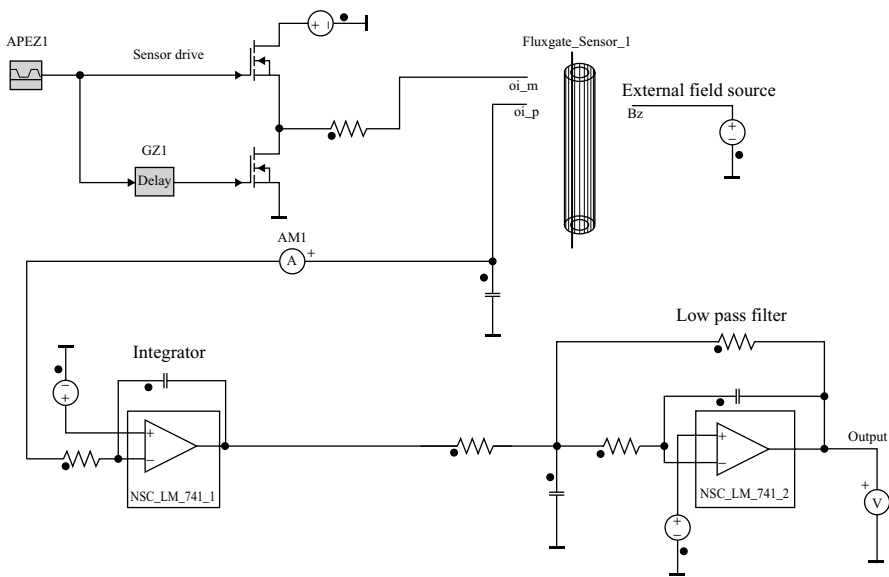 APEZ1
Sensor drive
Fluxgate_Sensor_1
oi_m
External field source
oi_p
Bz
GZ1
Delay
AM1
+
A
Low pass filter
Integrator
+
−
NSC_LM_741_1
+
−
NSC_LM_741_2
Output
+
V